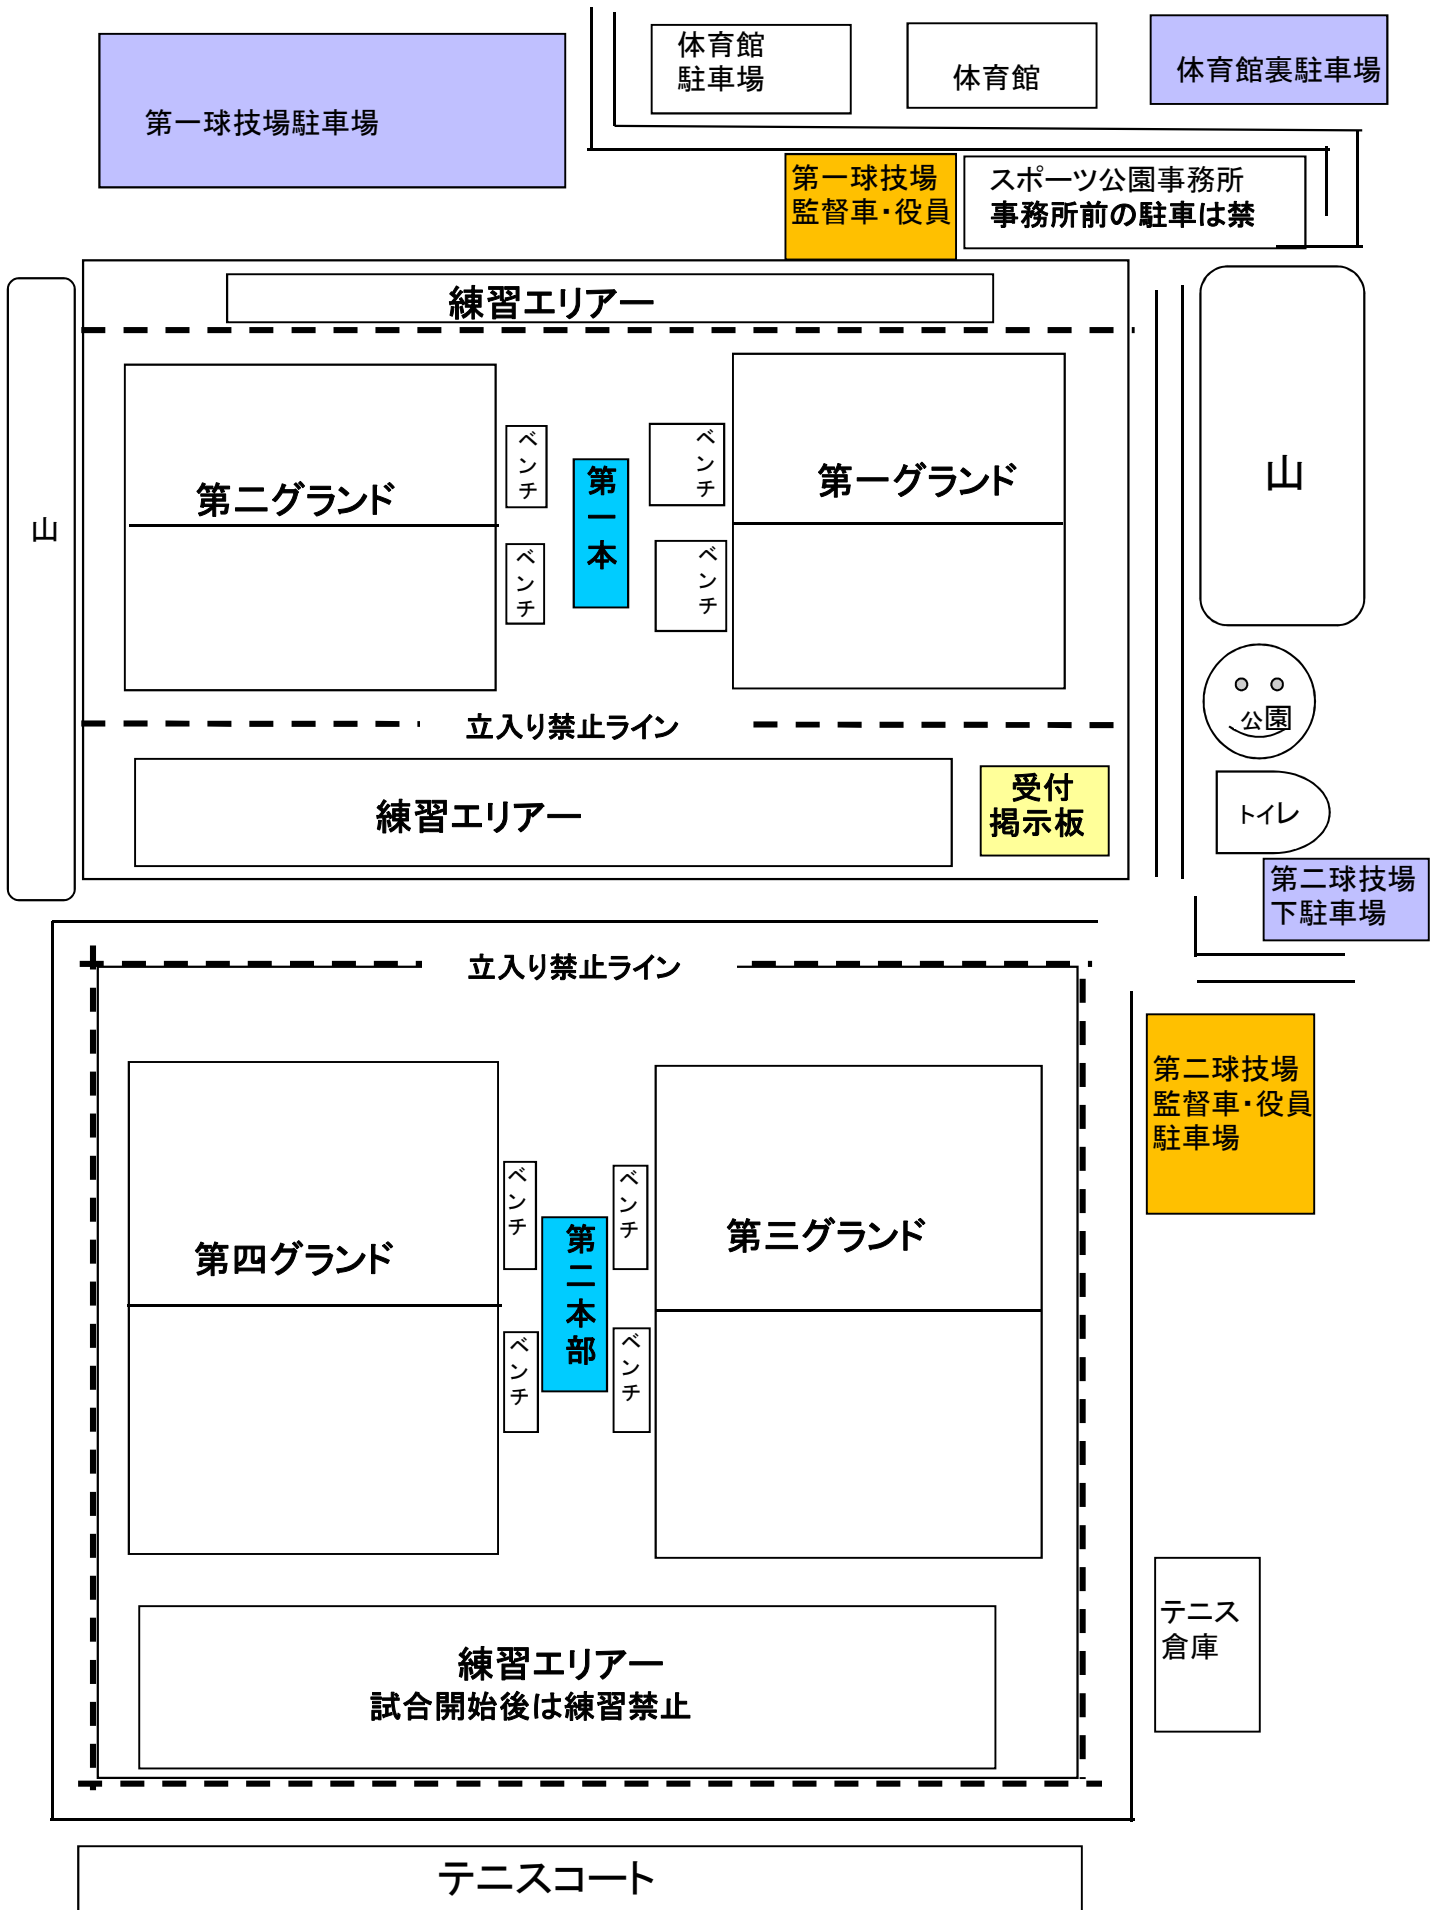 体育館
駐車場
体育館
体育館裏駐車場
第一球技場駐車場
第一球技場
監督車・役員
スポーツ公園事務所
事務所前の駐車は禁
練習エリアー
山
第二グランド
ベンチ
ベンチ
第一本
ベンチ
ベンチ
第一グランド
山
立入り禁止ライン
公園
練習エリアー
受付
掲示板
トイレ
第二球技場
下駐車場
立入り禁止ライン
第二球技場
監督車・役員
駐車場
第四グランド
ベンチ
ベンチ
第二本部
ベンチ
ベンチ
第三グランド
テニス
倉庫
練習エリアー
試合開始後は練習禁止
テニスコート